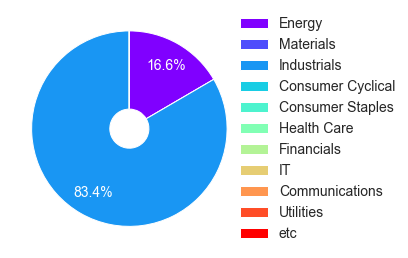 16.6%
83.4%
Energy
Materials
Industrials
Consumer Cyclical
Consumer Staples
Health Care
Financials
IT
Communications
Utilities
etc